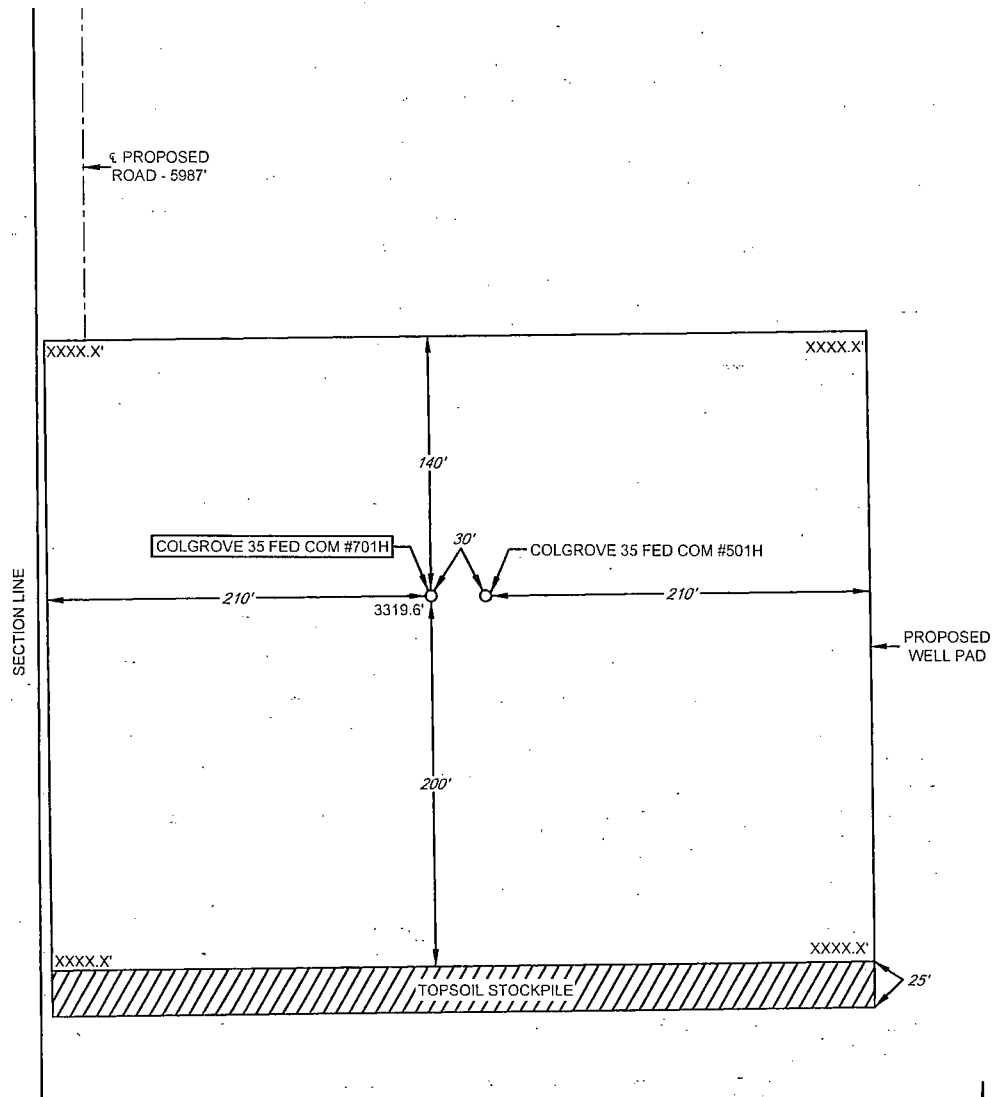 ℄ PROPOSED
ROAD - 5987'
XXXX.X'
XXXX.X'
140'
COLGROVE 35 FED COM #701H
30'
COLGROVE 35 FED COM #501H
210'
3319.6'
210'
SECTION LINE
PROPOSED
WELL PAD
200'
XXXX.X'
XXXX.X'
TOPSOIL STOCKPILE
25'